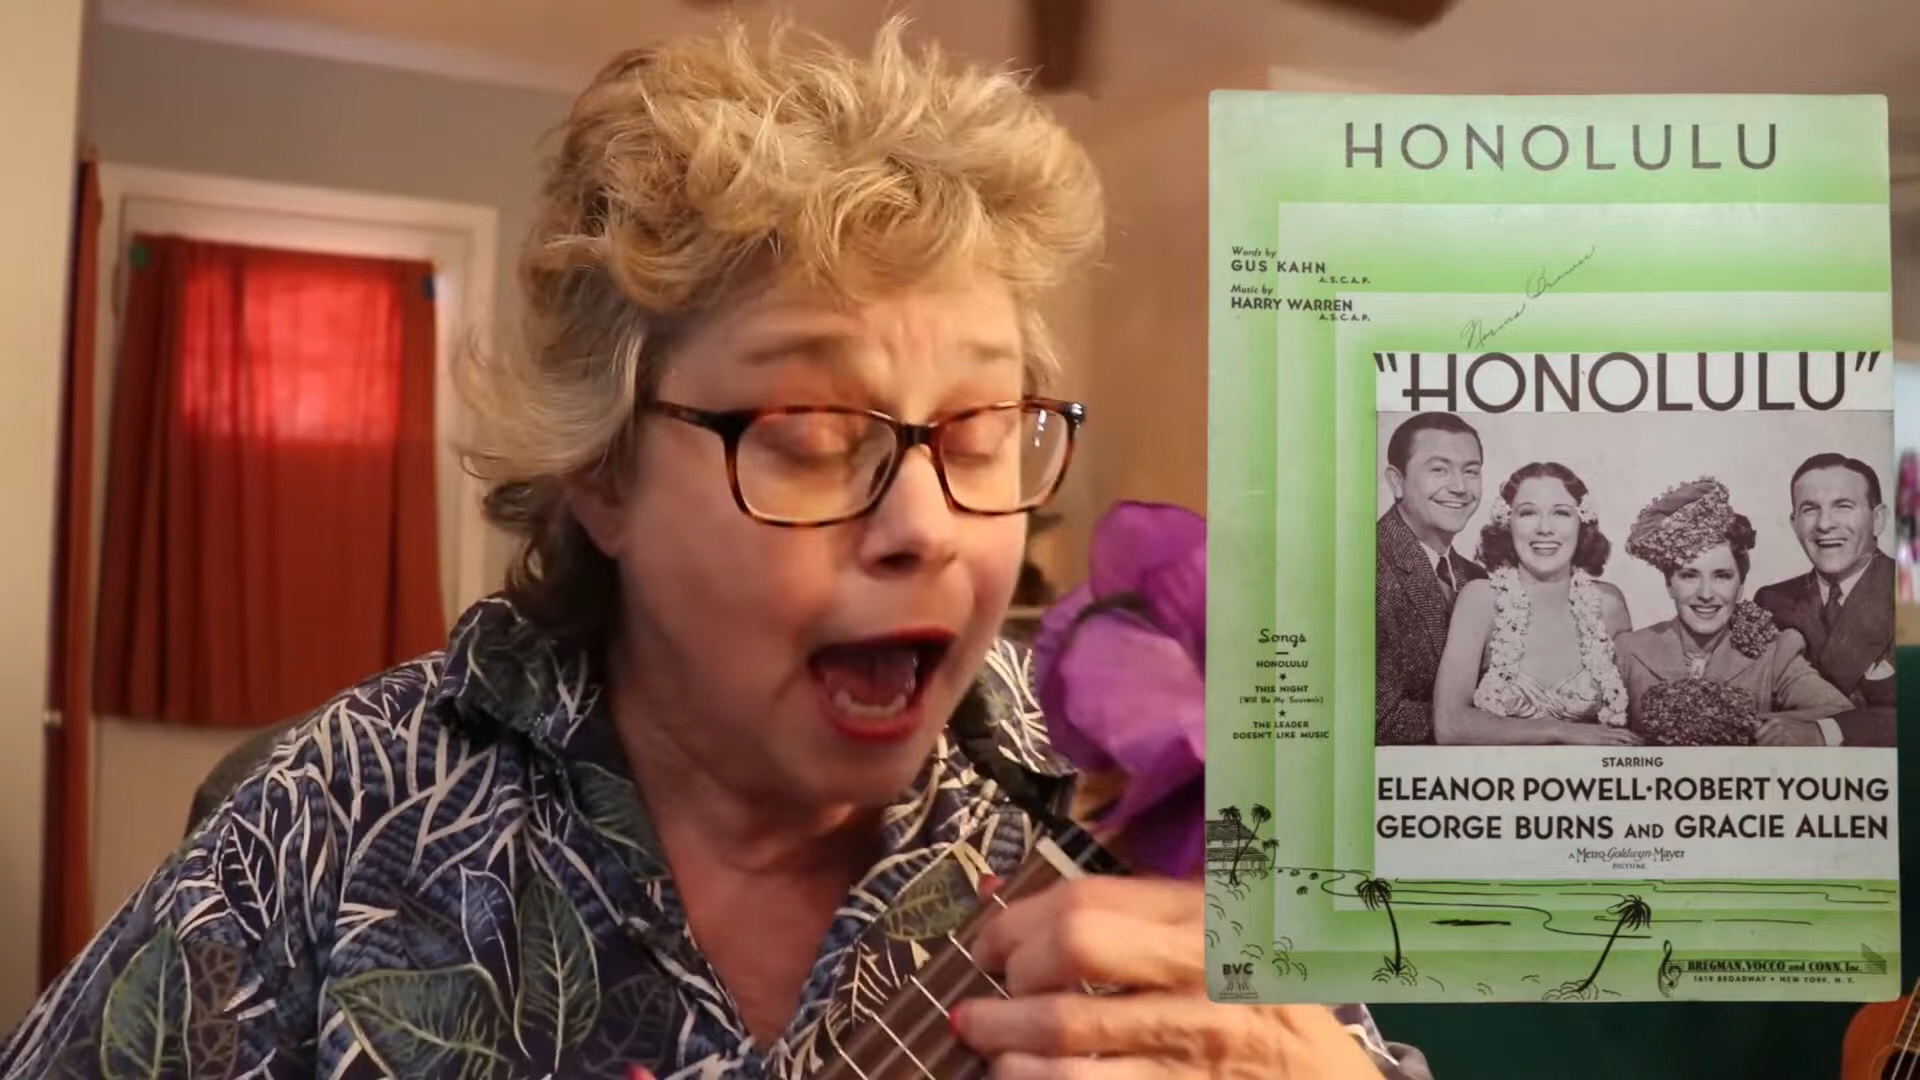 HONOLULU
Words by
GUS KAHN
A.S.C.A.P.
Music by
HARRY WARREN
A.S.C.A.P.
"HONOLULU"
Songs
HONOLULU
THIS NIGHT
(Will Be My Souvenir)
THE LEADER
DOESN'T LIKE MUSIC
STARRING
ELEANOR POWELL·ROBERT YOUNG
GEORGE BURNS AND GRACIE ALLEN
A Metro-Goldwyn-Mayer
PICTURE
BVC
BREGMAN, VOCCO and CONN, Inc.
1619 BROADWAY • NEW YORK, N. Y.